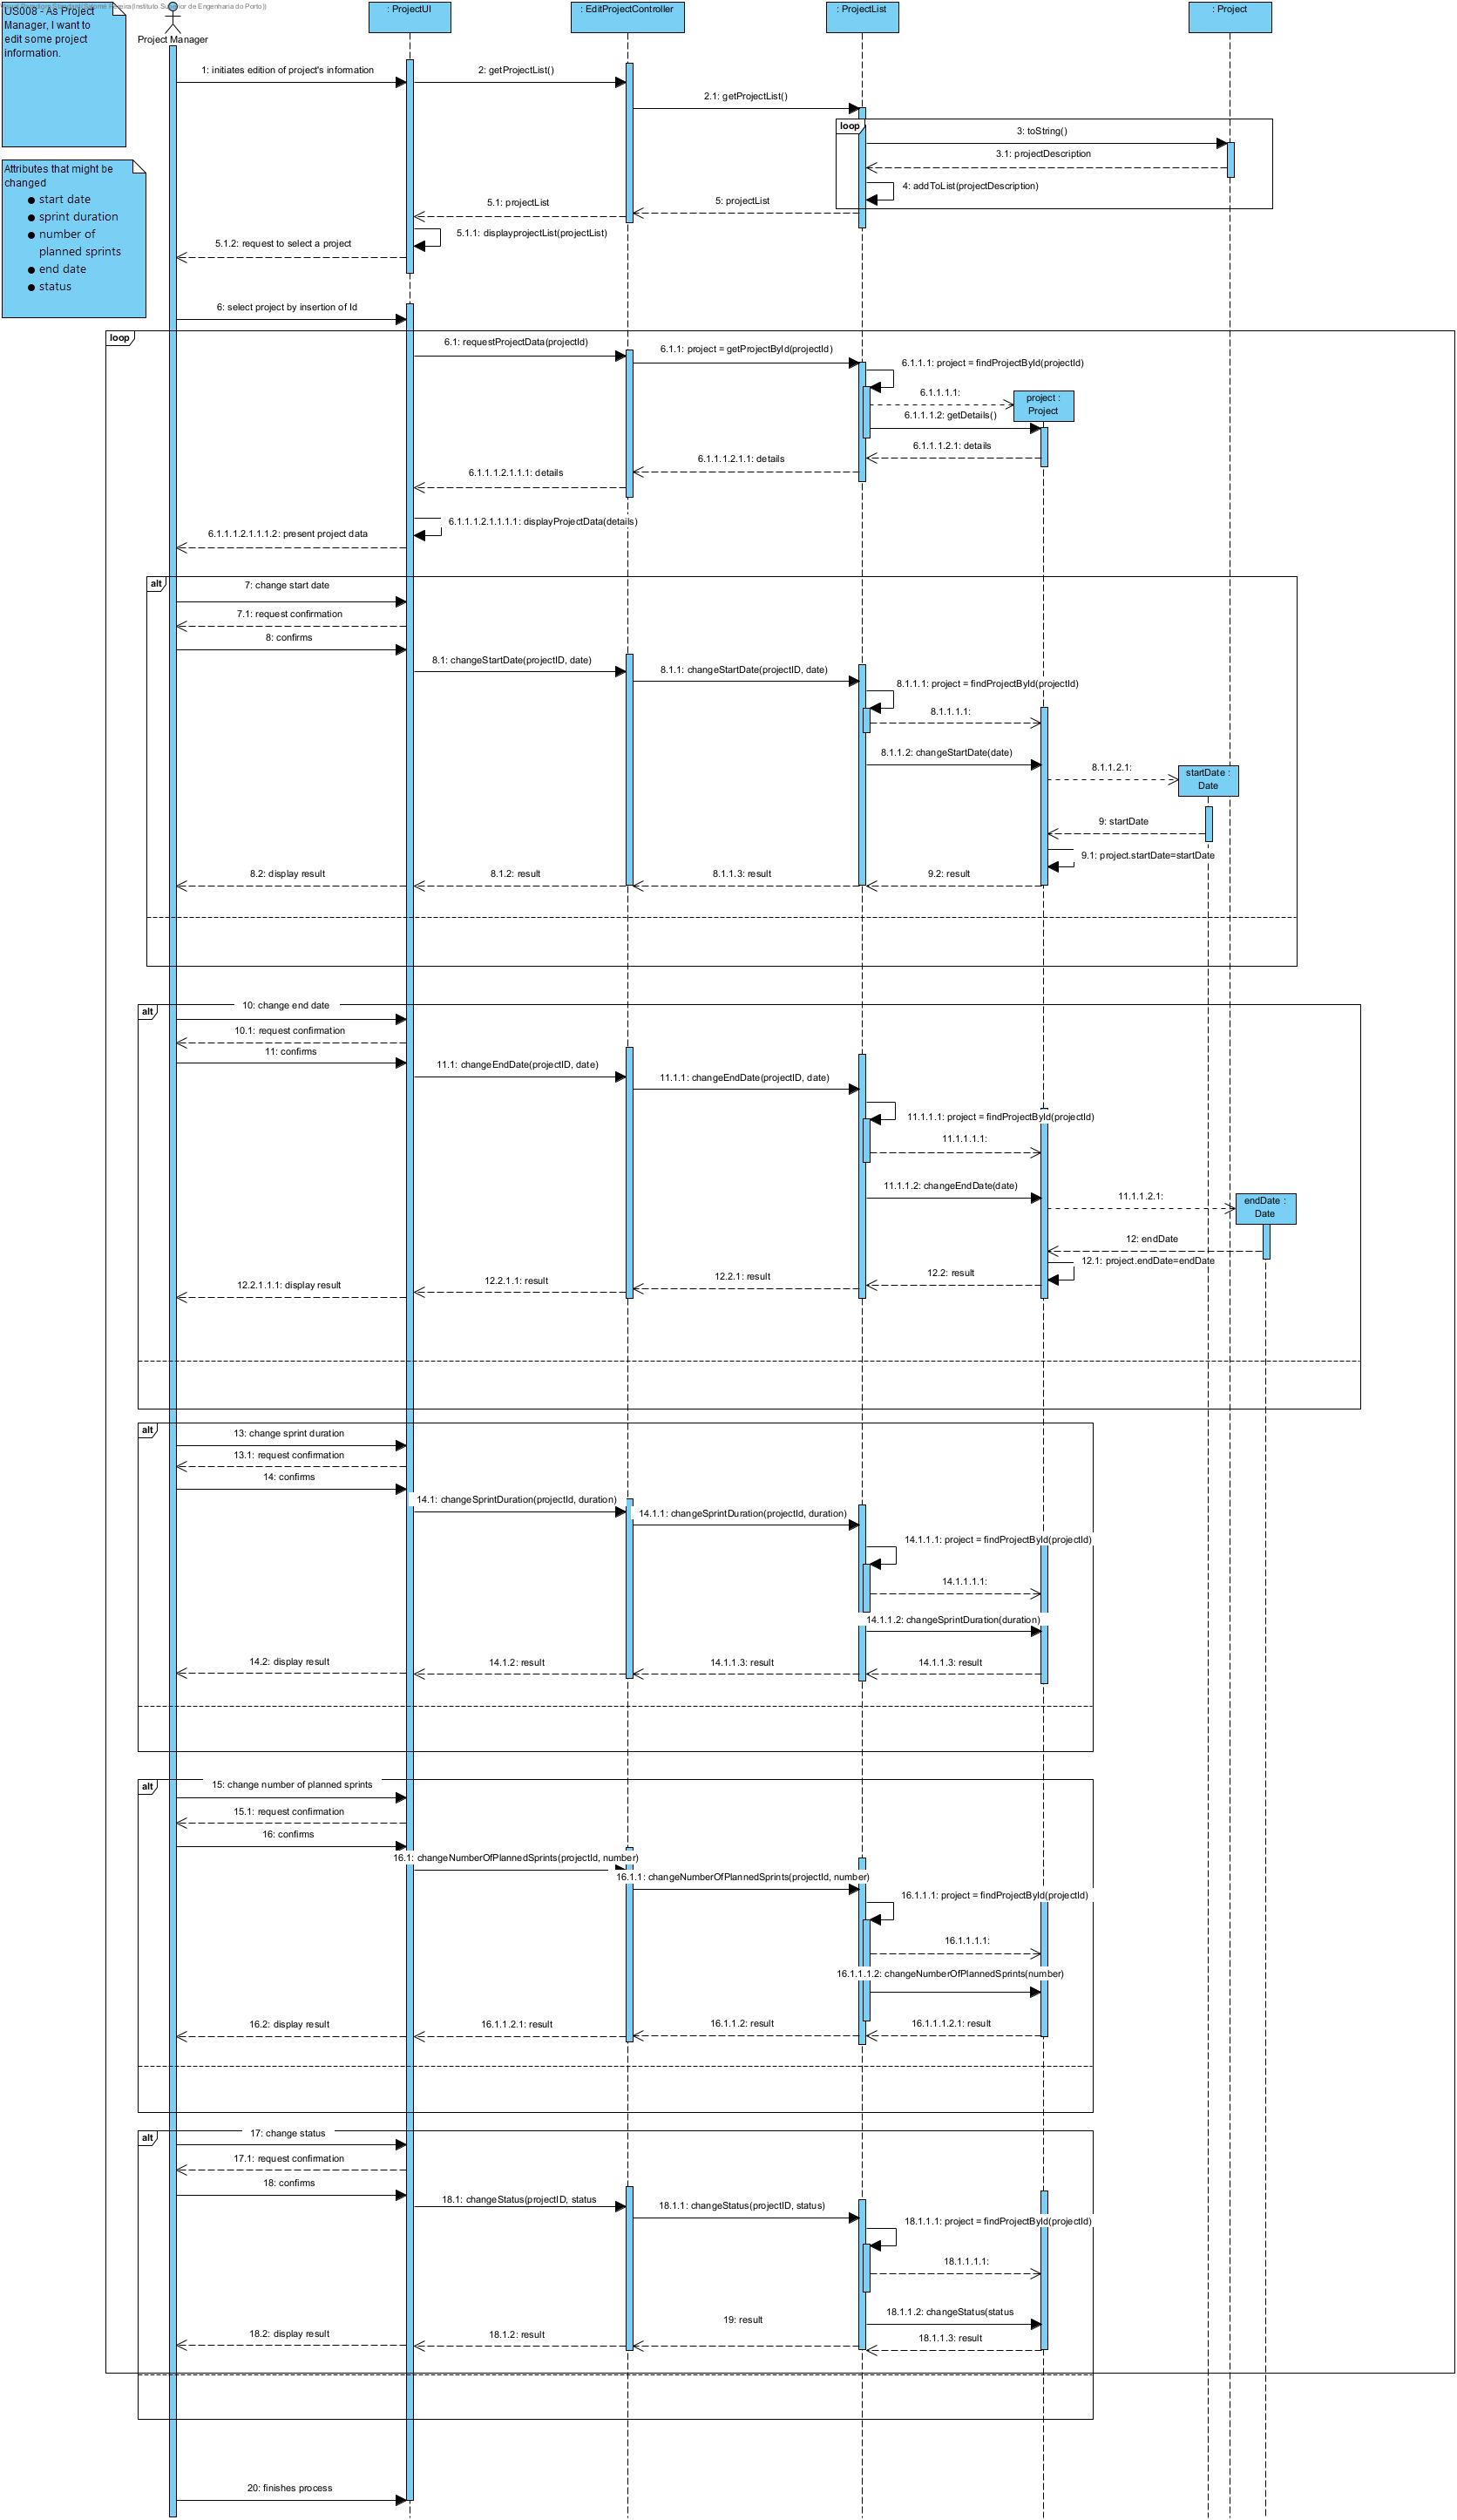 US008 - As Project
Manager, I want to
edit some project
information.
Project Manager
: ProjectUI
: EditProjectController
: ProjectList
: Project
1: initiates edition of project's information
2: getProjectList()
2.1: getProjectList()
loop
3: toString()
3.1: projectDescription
4: addToList(projectDescription)
5: projectList
5.1: projectList
5.1.1: displayprojectList(projectList)
5.1.2: request to select a project
Attributes that might be
changed
● start date
● sprint duration
● number of
planned sprints
● end date
● status
6: select project by insertion of Id
loop
6.1: requestProjectData(projectId)
6.1.1: project = getProjectById(projectId)
6.1.1.1: project = findProjectById(projectId)
6.1.1.1.1:
project :
Project
6.1.1.1.2: getDetails()
6.1.1.1.2.1: details
6.1.1.1.2.1.1: details
6.1.1.1.2.1.1.1: details
6.1.1.1.2.1.1.1.1: displayProjectData(details)
6.1.1.1.2.1.1.1.2: present project data
alt
7: change start date
7.1: request confirmation
8: confirms
8.1: changeStartDate(projectID, date)
8.1.1: changeStartDate(projectID, date)
8.1.1.1: project = findProjectById(projectId)
8.1.1.1.1:
8.1.1.2: changeStartDate(date)
8.1.1.2.1:
startDate :
Date
9: startDate
9.1: project.startDate=startDate
9.2: result
8.1.1.3: result
8.1.2: result
8.2: display result
alt
10: change end date
10.1: request confirmation
11: confirms
11.1: changeEndDate(projectID, date)
11.1.1: changeEndDate(projectID, date)
11.1.1.1: project = findProjectById(projectId)
11.1.1.1.1:
11.1.1.2: changeEndDate(date)
11.1.1.2.1:
endDate :
Date
12: endDate
12.1: project.endDate=endDate
12.2: result
12.2.1: result
12.2.1.1: result
12.2.1.1.1: display result
alt
13: change sprint duration
13.1: request confirmation
14: confirms
14.1: changeSprintDuration(projectId, duration)
14.1.1: changeSprintDuration(projectId, duration)
14.1.1.1: project = findProjectById(projectId)
14.1.1.1.1:
14.1.1.2: changeSprintDuration(duration)
14.1.1.3: result
14.1.1.3: result
14.1.2: result
14.2: display result
alt
15: change number of planned sprints
15.1: request confirmation
16: confirms
16.1: changeNumberOfPlannedSprints(projectId, number)
16.1.1: changeNumberOfPlannedSprints(projectId, number)
16.1.1.1: project = findProjectById(projectId)
16.1.1.1.1:
16.1.1.1.2: changeNumberOfPlannedSprints(number)
16.1.1.1.2.1: result
16.1.1.2: result
16.1.1.2.1: result
16.2: display result
alt
17: change status
17.1: request confirmation
18: confirms
18.1: changeStatus(projectID, status
18.1.1: changeStatus(projectID, status)
18.1.1.1: project = findProjectById(projectId)
18.1.1.1.1:
18.1.1.2: changeStatus(status
18.1.1.3: result
19: result
18.1.2: result
18.2: display result
20: finishes process